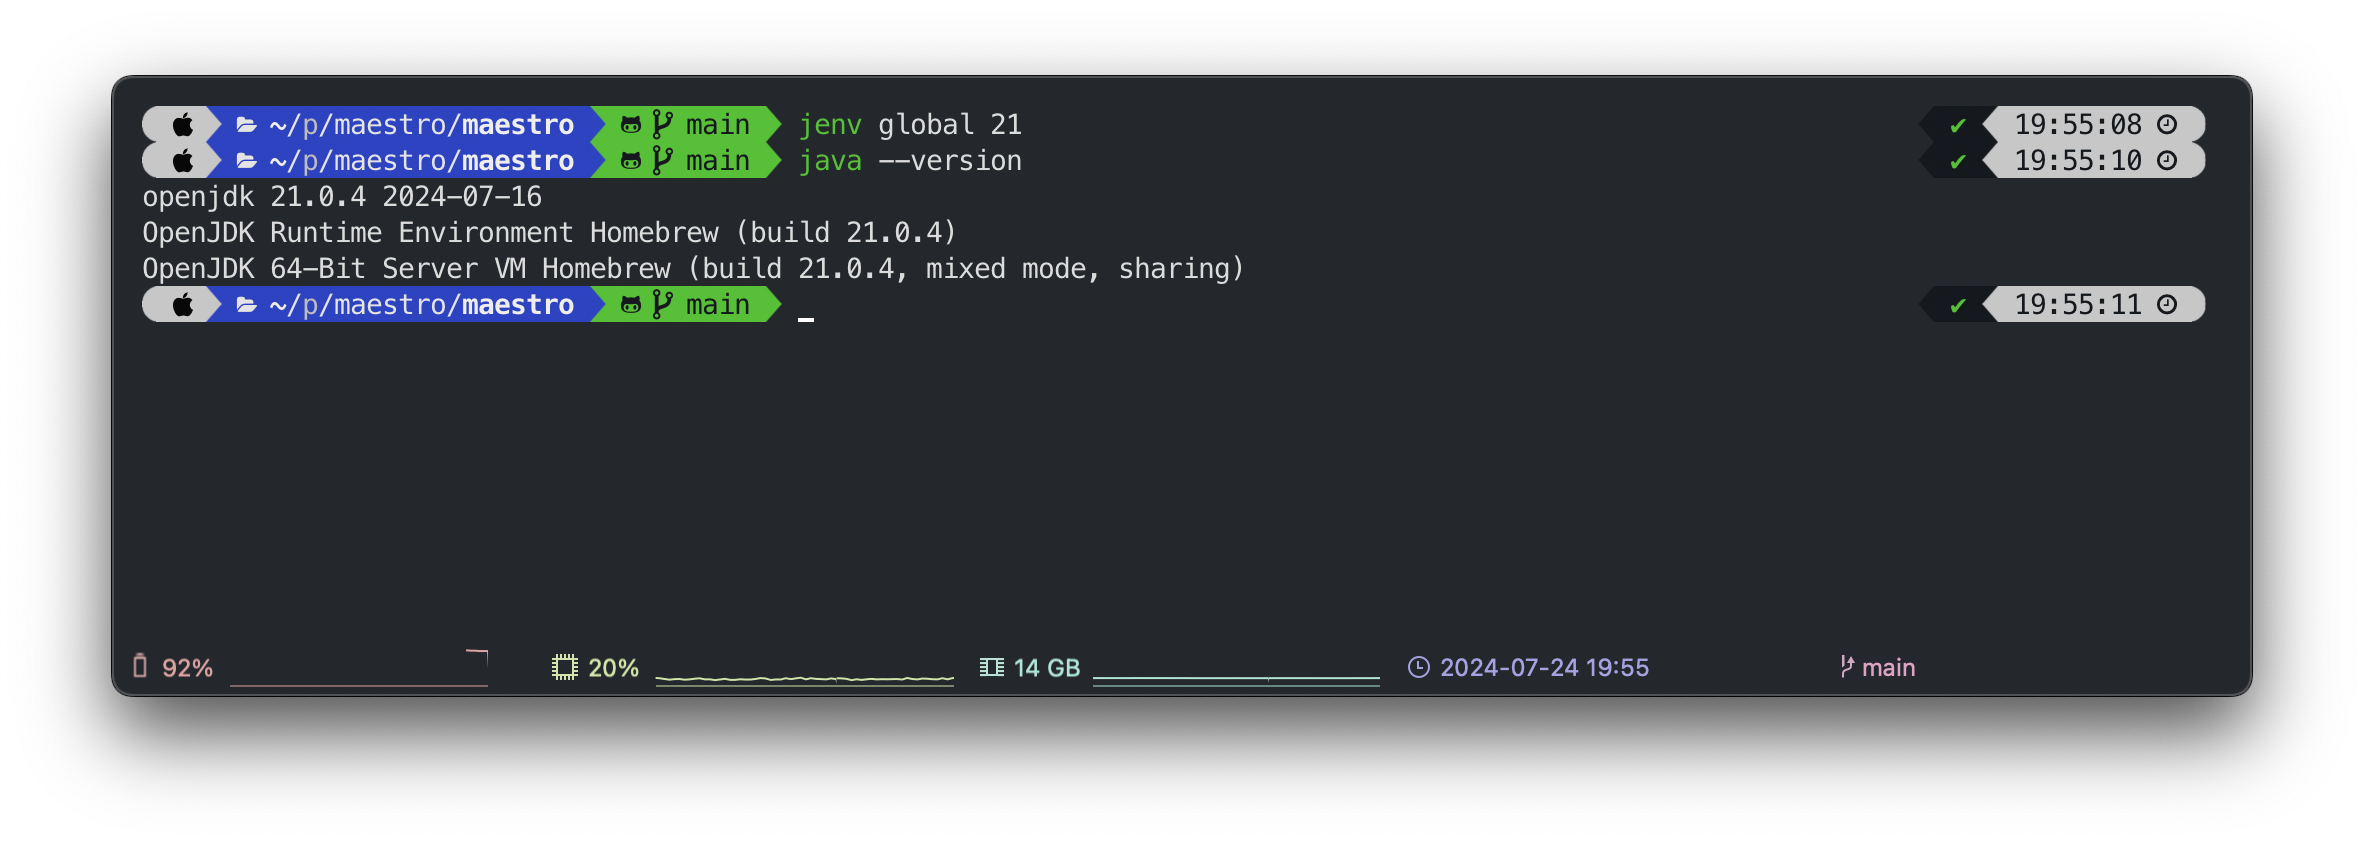 ~/p/maestro/maestro main jenv global 21 ✔ 19:55:08
~/p/maestro/maestro main java --version ✔ 19:55:10
openjdk 21.0.4 2024-07-16
OpenJDK Runtime Environment Homebrew (build 21.0.4)
OpenJDK 64-Bit Server VM Homebrew (build 21.0.4, mixed mode, sharing)
~/p/maestro/maestro main _ ✔ 19:55:11
92% 20% 14 GB 2024-07-24 19:55 main